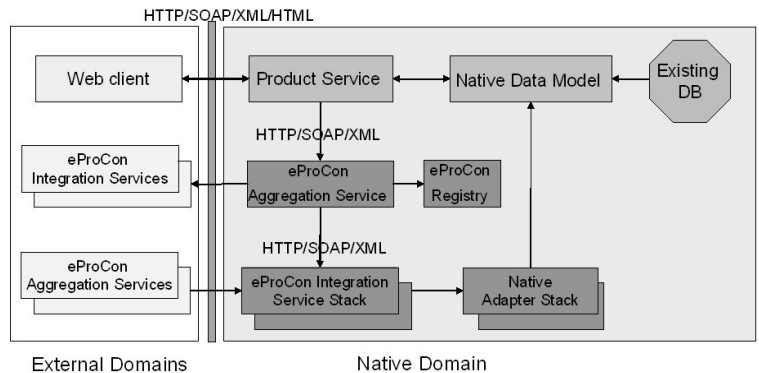 HTTP/SOAP/XML/HTML
Web client
Product Service
Native Data Model
Existing
DB
HTTP/SOAP/XML
eProCon
Integration Services
eProCon
Aggregation Service
eProCon
Registry
HTTP/SOAP/XML
eProCon
Aggregation Services
eProCon Integration
Service Stack
Native
Adapter Stack
External Domains
Native Domain